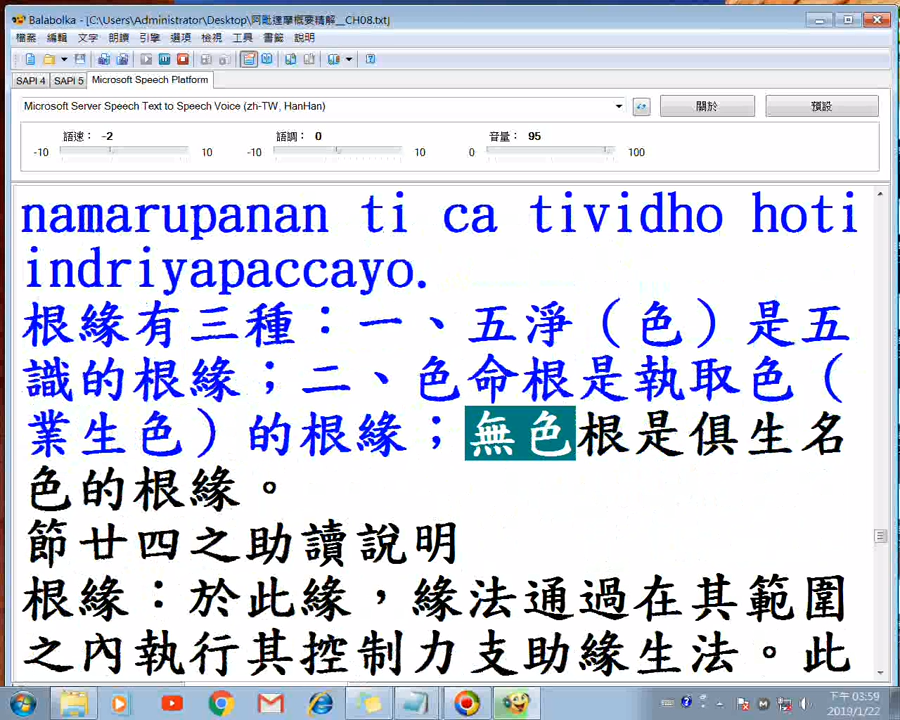 Balabolka - [C:\Users\Administrator\Desktop\阿毗達摩概要精解__CH08.txt]
檔案 編輯 文字 朗讀 引擎 選項 檢視 工具 書籤 說明
SAPI 4 SAPI 5 Microsoft Speech Platform
Microsoft Server Speech Text to Speech Voice (zh-TW, HanHan) 關於 預設
語速： -2 語調： 0 音量： 95
-10 10 -10 10 0 100
namarupanan ti ca tividho hoti
indriyapaccayo.
根緣有三種：一、五淨（色）是五
識的根緣；二、色命根是執取色（
業生色）的根緣；無色根是俱生名
色的根緣。
節廿四之助讀說明
根緣：於此緣，緣法通過在其範圍
之內執行其控制力支助緣生法。此
下午 03:59
2019/1/22